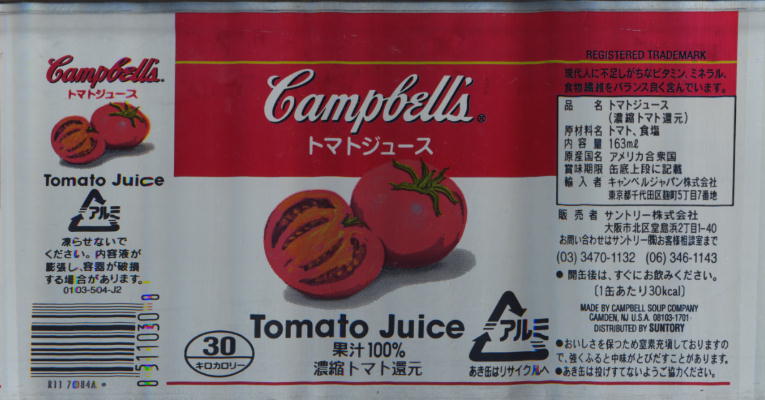 Campbell's.
トマトジュース
Tomato Juice
アルミ
凍らせないで
ください。内容液が
膨張し、容器が破損
する場合があります。
0103-504-J2
0 51 1030 0
R11 7084A
Campbell's®
トマトジュース
Tomato Juice
果汁100%
濃縮トマト還元
30
キロカロリー
アルミ
あき缶はリサイクルへ
REGISTERED TRADEMARK
現代人に不足しがちなビタミン、ミネラル、
食物繊維をバランス良く含んでいます。
品 名 トマトジュース
(濃縮トマト還元)
原材料名 トマト、食塩
内容量 163mℓ
原産国名 アメリカ合衆国
賞味期限 缶底上段に記載
輸入者 キャンベルジャパン株式会社
東京都千代田区麹町5丁目7番地
販売者 サントリー株式会社
大阪市北区堂島浜2丁目1-40
お問い合わせはサントリー㈱お客様相談室まで
(03) 3470-1132 (06) 346-1143
● 開缶後は、すぐにお飲みください。
〔1缶あたり30kcal〕
MADE BY CAMPBELL SOUP COMPANY
CAMDEN, NJ U.S.A. 08103-1701
DISTRIBUTED BY SUNTORY
●おいしさを保つため窒素充填しておりますの
で、強くふると中味がとびだすことがあります。
●あき缶は投げすてないようご協力ください。